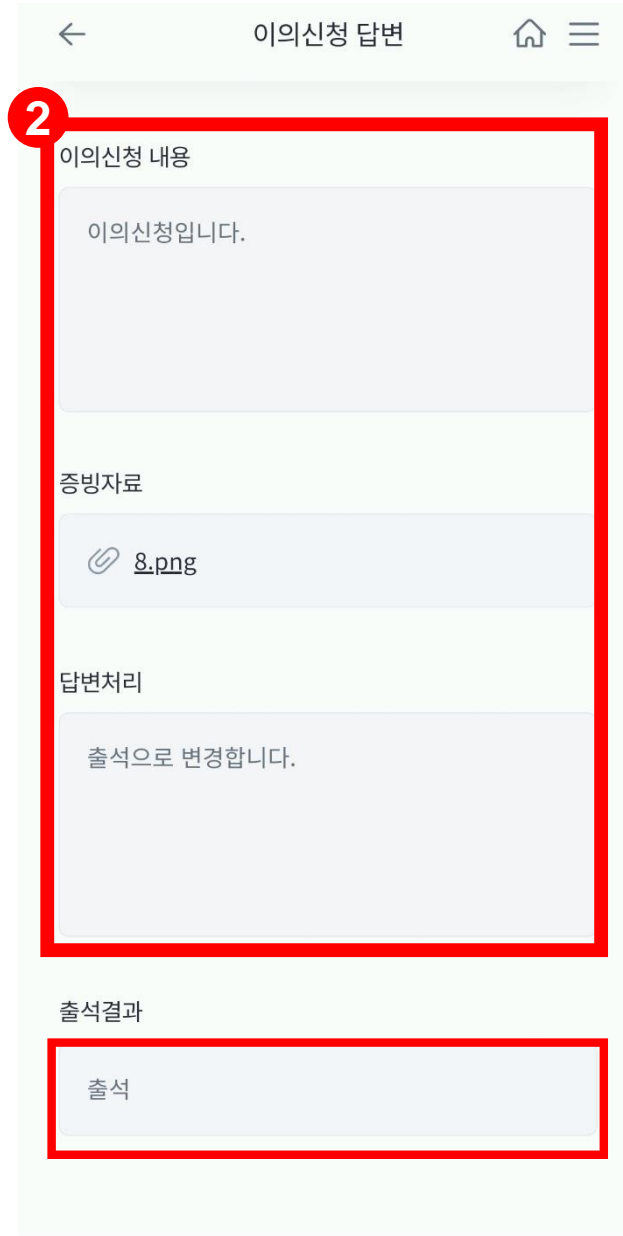 이의신청 답변
2
이의신청 내용
이의신청입니다.
증빙자료
8.png
답변처리
출석으로 변경합니다.
출석결과
출석